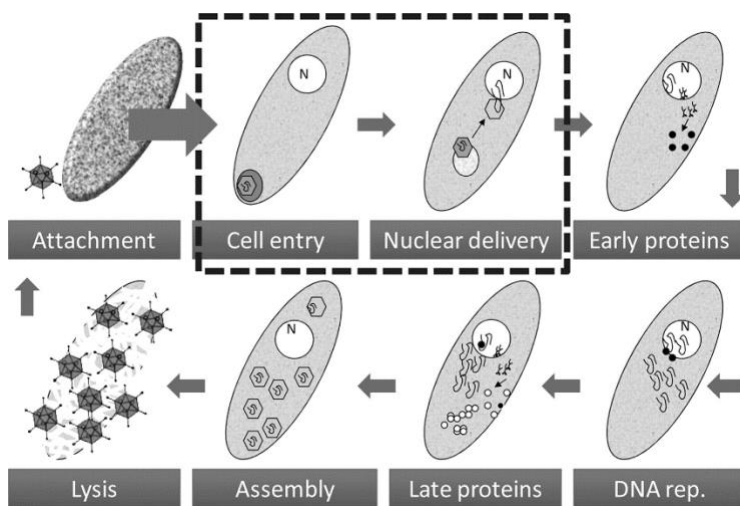 N
N
N
Attachment
Cell entry
Nuclear delivery
Early proteins
N
N
N
Lysis
Assembly
Late proteins
DNA rep.